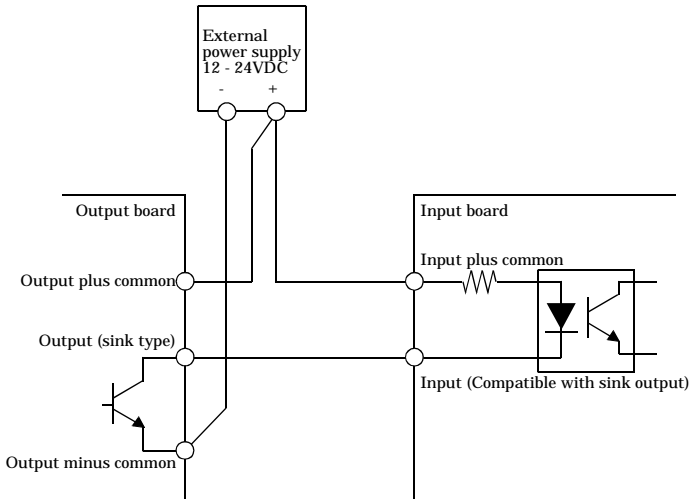 External
power supply
12 - 24VDC
- +
Output board
Input board
Input plus common
Output plus common
Output (sink type)
Input (Compatible with sink output)
Output minus common